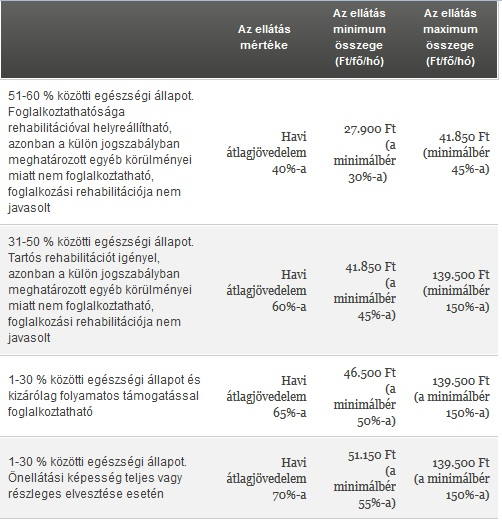 Az ellátás
mértéke
Az ellátás
minimum
összege
(Ft/fő/hó)
Az ellátás
maximum
összege
(Ft/fő/hó)
51-60 % közötti egészségi állapot.
Foglalkoztathatósága
rehabilitációval helyreállítható,
azonban a külön jogszabályban
meghatározott egyéb körülményei
miatt nem foglalkoztatható,
foglalkozási rehabilitációja nem
javasolt
Havi
átlagjövedelem
40%-a
27.900 Ft
(a
minimálbér
30%-a)
41.850 Ft
(minimálbér
45%-a)
31-50 % közötti egészségi állapot.
Tartós rehabilitációt igényel,
azonban a külön jogszabályban
meghatározott egyéb körülményei
miatt nem foglalkoztatható,
foglalkozási rehabilitációja nem
javasolt
Havi
átlagjövedelem
60%-a
41.850 Ft
(a
minimálbér
45%-a)
139.500 Ft
(minimálbér
150%-a)
1-30 % közötti egészségi állapot és
kizárólag folyamatos támogatással
foglalkoztatható
Havi
átlagjövedelem
65%-a
46.500 Ft
(a
minimálbér
50%-a)
139.500 Ft
(a minimálbér
150%-a)
1-30 % közötti egészségi állapot.
Önellátási képesség teljes vagy
részleges elvesztése esetén
Havi
átlagjövedelem
70%-a
51.150 Ft
(a
minimálbér
55%-a)
139.500 Ft
(a minimálbér
150%-a)